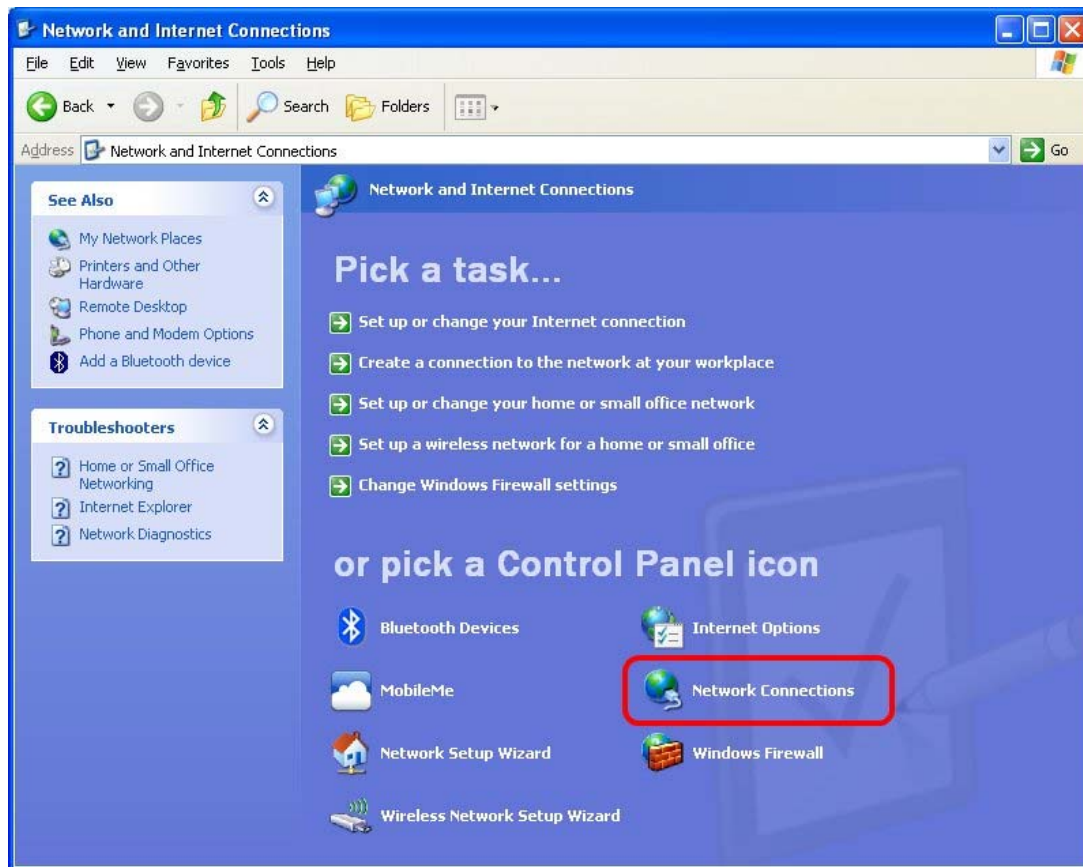 Network and Internet Connections
File Edit View Favorites Tools Help
Back Search Folders
Address Network and Internet Connections Go
See Also
My Network Places
Printers and Other
Hardware
Remote Desktop
Phone and Modem Options
Add a Bluetooth device
Troubleshooters
Home or Small Office
Networking
Internet Explorer
Network Diagnostics
Network and Internet Connections
Pick a task...
Set up or change your Internet connection
Create a connection to the network at your workplace
Set up or change your home or small office network
Set up a wireless network for a home or small office
Change Windows Firewall settings
or pick a Control Panel icon
Bluetooth Devices
Internet Options
MobileMe
Network Connections
Network Setup Wizard
Windows Firewall
Wireless Network Setup Wizard